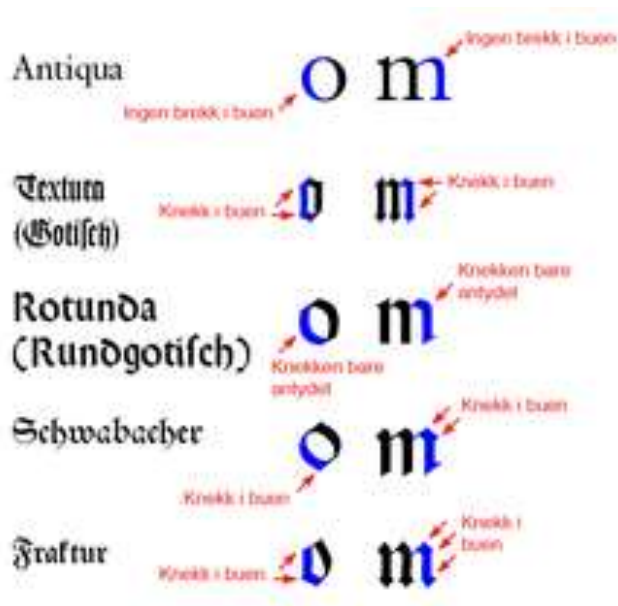 Antiqua
o m
Ingen brekk i buen
Ingen brekk i buen
Textura
(Gotiſch)
o m
Knekk i buen
Knekk i buen
Rotunda
(Rundgotiſch)
o m
Knekken bare
antydet
Knekken bare
antydet
Schwabacher
o m
Knekk i buen
Knekk i buen
Fraktur
o m
Knekk i buen
Knekk i
buen